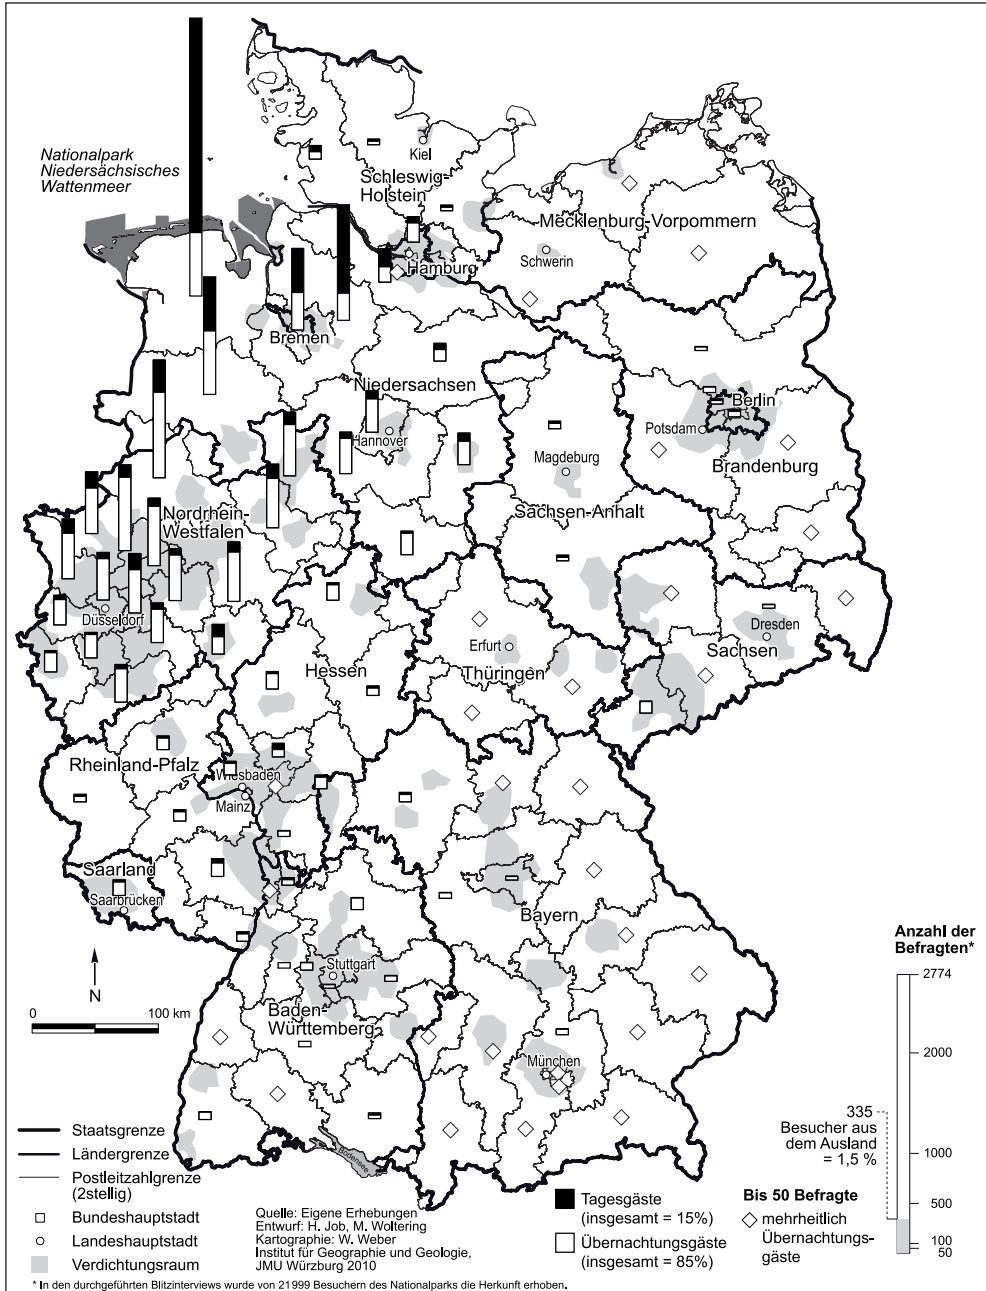 Nationalpark
Niedersächsisches
Wattenmeer
Kiel
Schleswig-
Holstein
Mecklenburg-Vorpommern
Schwerin
Hamburg
Bremen
Niedersachsen
Hannover
Berlin
Potsdam
Brandenburg
Magdeburg
Sachsen-Anhalt
Nordrhein-
Westfalen
Düsseldorf
Hessen
Erfurt
Thüringen
Dresden
Sachsen
Rheinland-Pfalz
Wiesbaden
Mainz
Saarland
Saarbrücken
Bayern
Stuttgart
Baden-
Württemberg
München
Bodensee
N
0
100 km
Anzahl der
Befragten*
2774
2000
1000
500
100
50
335
Besucher aus
dem Ausland
= 1,5 %
Staatsgrenze
Ländergrenze
Postleitzahlgrenze
(2stellig)
Bundeshauptstadt
Landeshauptstadt
Verdichtungsraum
Quelle: Eigene Erhebungen
Entwurf: H. Job, M. Woltering
Kartographie: W. Weber
Institut für Geographie und Geologie,
JMU Würzburg 2010
Tagesgäste
(insgesamt = 15%)
Übernachtungsgäste
(insgesamt = 85%)
Bis 50 Befragte
mehrheitlich
Übernachtungs-
gäste
* In den durchgeführten Blitzinterviews wurde von 21999 Besuchern des Nationalparks die Herkunft erhoben.